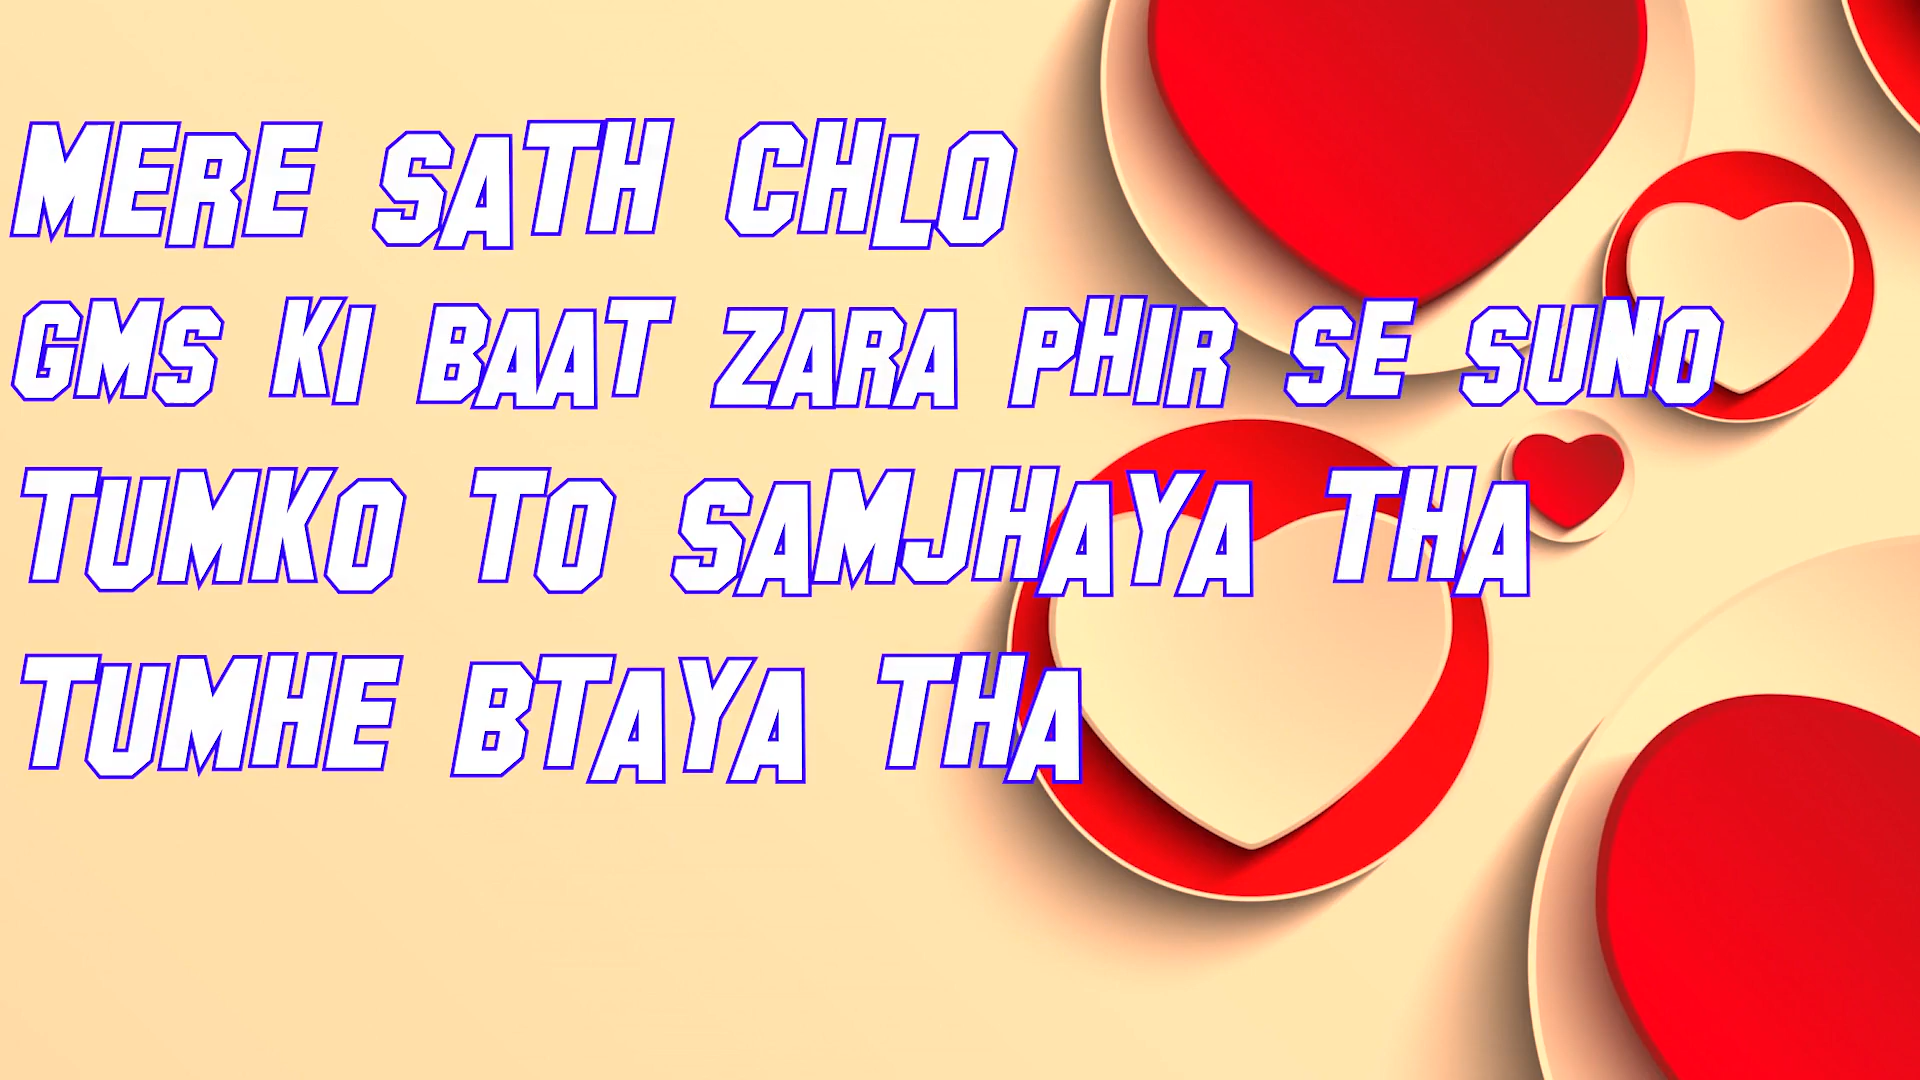 MERE SATH CHLO
GMS KI BAAT ZARA PHIR SE SUNO
TUMKO TO SAMJHAYA THA
TUMHE BTAYA THA